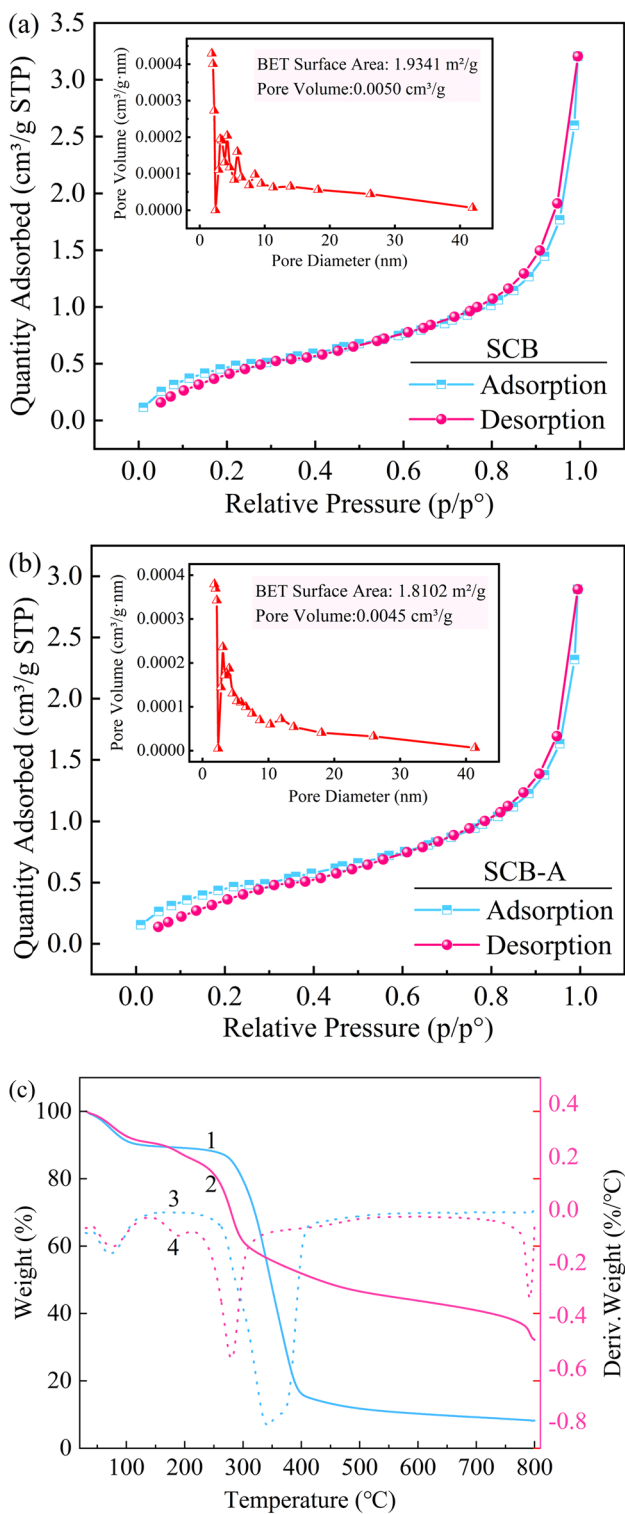 (a)
3.5
3.0
2.5
2.0
1.5
1.0
0.5
0.0
Quantity Adsorbed (cm³/g STP)
0.0 0.2 0.4 0.6 0.8 1.0
Relative Pressure (p/p°)
0.0004
0.0003
0.0002
0.0001
0.0000
Pore Volume (cm³/g·nm)
0 10 20 30 40
Pore Diameter (nm)
BET Surface Area: 1.9341 m²/g
Pore Volume:0.0050 cm³/g
SCB
Adsorption
Desorption
(b)
3.0
2.5
2.0
1.5
1.0
0.5
0.0
Quantity Adsorbed (cm³/g STP)
0.0 0.2 0.4 0.6 0.8 1.0
Relative Pressure (p/p°)
0.0004
0.0003
0.0002
0.0001
0.0000
Pore Volume (cm³/g·nm)
0 10 20 30 40
Pore Diameter (nm)
BET Surface Area: 1.8102 m²/g
Pore Volume:0.0045 cm³/g
SCB-A
Adsorption
Desorption
(c)
100
80
60
40
20
0
Weight (%)
100 200 300 400 500 600 700 800
Temperature (℃)
0.4
0.2
0.0
-0.2
-0.4
-0.6
-0.8
Deriv.Weight (%/℃)
1
2
3
4